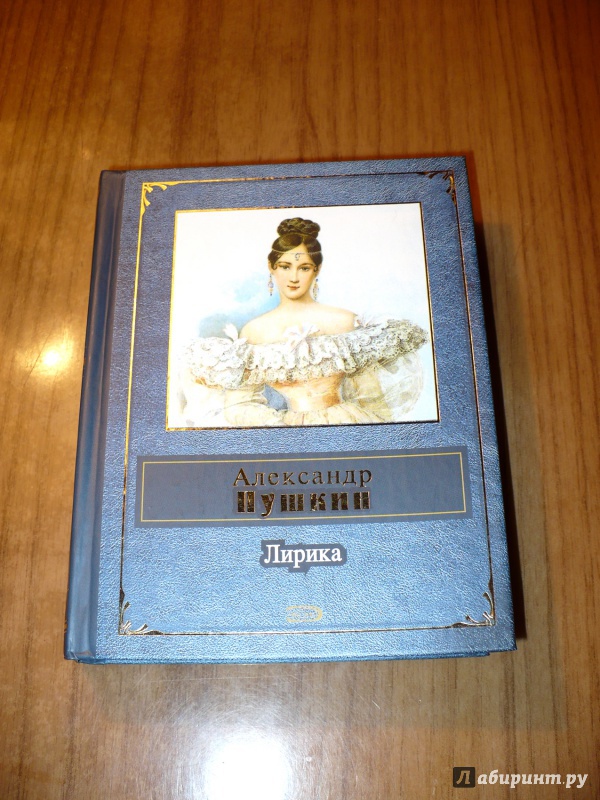 Александр
Пушкин
Лирика
Лабиринт.ру